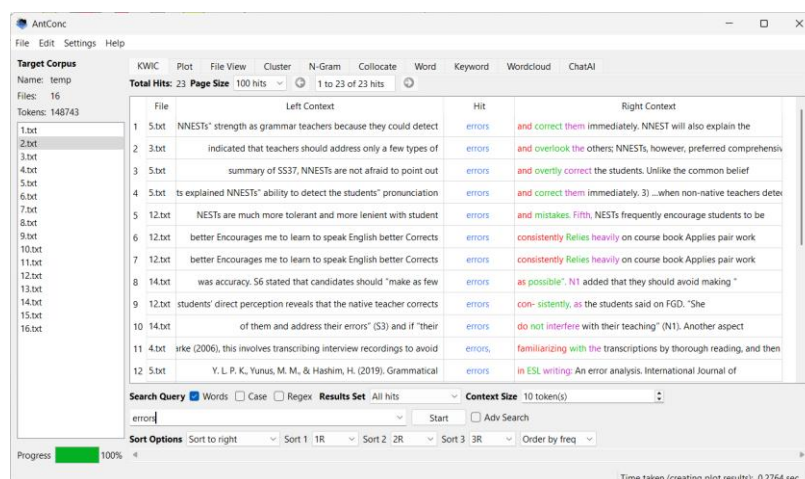 AntConc
File Edit Settings Help
Target Corpus
Name: temp
Files: 16
Tokens: 148743
1.txt
2.txt
3.txt
4.txt
5.txt
6.txt
7.txt
8.txt
9.txt
10.txt
11.txt
12.txt
13.txt
14.txt
15.txt
16.txt
Progress 100%
KWIC Plot File View Cluster N-Gram Collocate Word Keyword Wordcloud ChatAI
Total Hits: 23 Page Size 100 hits 1 to 23 of 23 hits
File Left Context Hit Right Context
1 5.txt NNESTs" strength as grammar teachers because they could detect errors and correct them immediately. NNEST will also explain the
2 3.txt indicated that teachers should address only a few types of errors and overlook the others; NNESTs, however, preferred comprehensiv
3 5.txt summary of SS37, NNESTs are not afraid to point out errors and overtly correct the students. Unlike the common belief
4 5.txt ts explained NNESTs" ability to detect the students" pronunciation errors and correct them immediately. 3) ...when non-native teachers dete
5 12.txt NESTs are much more tolerant and more lenient with student errors and mistakes. Fifth, NESTs frequently encourage students to be
6 12.txt better Encourages me to learn to speak English better Corrects errors consistently Relies heavily on course book Applies pair work
7 12.txt better Encourages me to learn to speak English better Corrects errors consistently Relies heavily on course book Applies pair work
8 14.txt was accuracy. S6 stated that candidates should "make as few errors as possible". N1 added that they should avoid making "
9 12.txt students' direct perception reveals that the native teacher corrects errors con- sistently, as the students said on FGD. "She
10 14.txt of them and address their errors" (S3) and if "their errors do not interfere with their teaching" (N1). Another aspect
11 4.txt arke (2006), this involves transcribing interview recordings to avoid errors, familiarizing with the transcriptions by thorough reading, and then
12 5.txt Y. L. P. K., Yunus, M. M., & Hashim, H. (2019). Grammatical errors in ESL writing: An error analysis. International Journal of
Search Query Words Case Regex Results Set All hits Context Size 10 token(s)
errors Start Adv Search
Sort Options Sort to right Sort 1 1R Sort 2 2R Sort 3 3R Order by freq
Time taken (creating plot results): 0.2764 sec